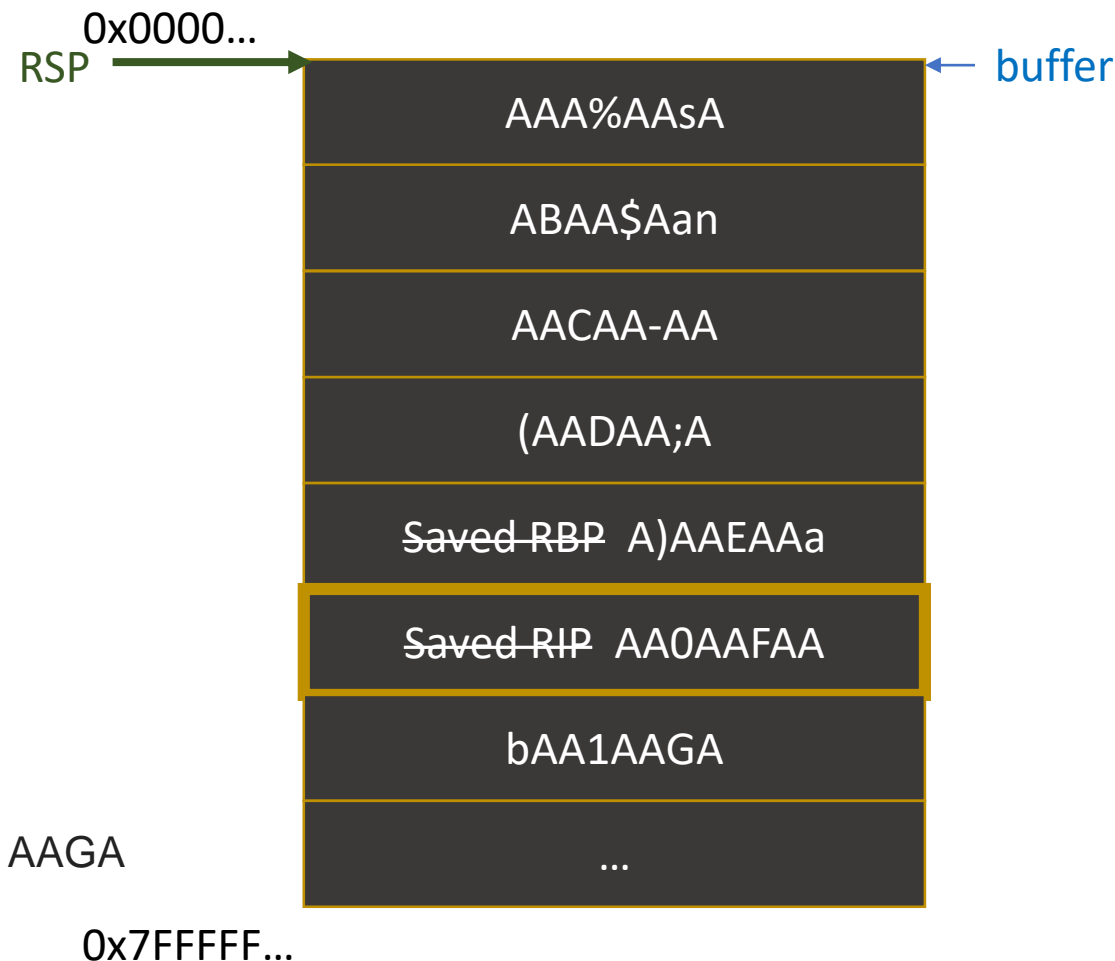 0x0000…
RSP
buffer
AAA%AAsA
ABAA$Aan
AACAA-AA
(AADAA;A
Saved RBP A)AAEAAa
Saved RIP AA0AAFAA
bAA1AAGA
AAGA
…
0x7FFFFF…